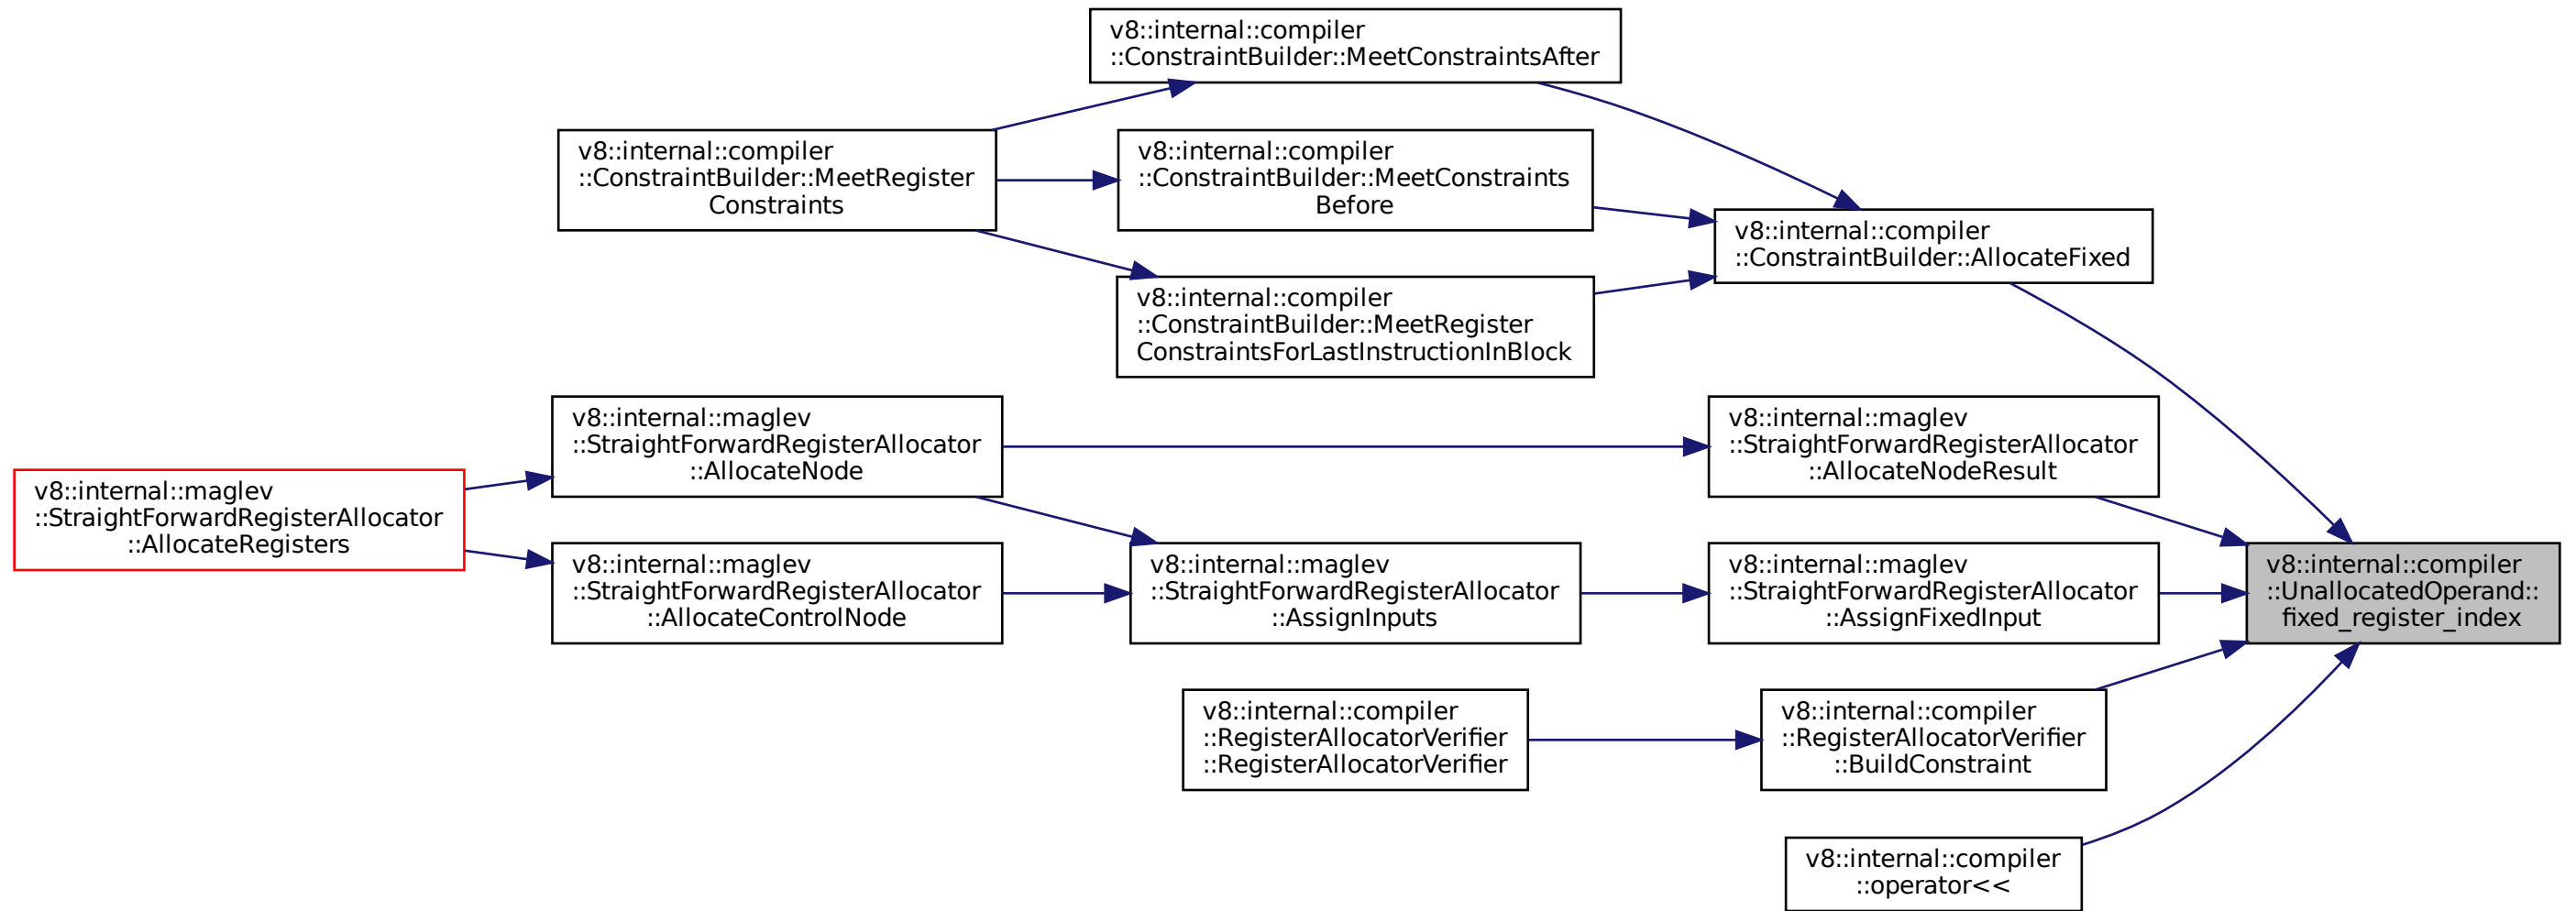 v8::internal::compiler
::ConstraintBuilder::MeetConstraintsAfter
v8::internal::compiler
::ConstraintBuilder::MeetRegister
Constraints
v8::internal::compiler
::ConstraintBuilder::MeetConstraints
Before
v8::internal::compiler
::ConstraintBuilder::AllocateFixed
v8::internal::compiler
::ConstraintBuilder::MeetRegister
ConstraintsForLastInstructionInBlock
v8::internal::maglev
::StraightForwardRegisterAllocator
::AllocateNode
v8::internal::maglev
::StraightForwardRegisterAllocator
::AllocateNodeResult
v8::internal::maglev
::StraightForwardRegisterAllocator
::AllocateRegisters
v8::internal::maglev
::StraightForwardRegisterAllocator
::AllocateControlNode
v8::internal::maglev
::StraightForwardRegisterAllocator
::AssignInputs
v8::internal::maglev
::StraightForwardRegisterAllocator
::AssignFixedInput
v8::internal::compiler
::UnallocatedOperand::
fixed_register_index
v8::internal::compiler
::RegisterAllocatorVerifier
::RegisterAllocatorVerifier
v8::internal::compiler
::RegisterAllocatorVerifier
::BuildConstraint
v8::internal::compiler
::operator<<